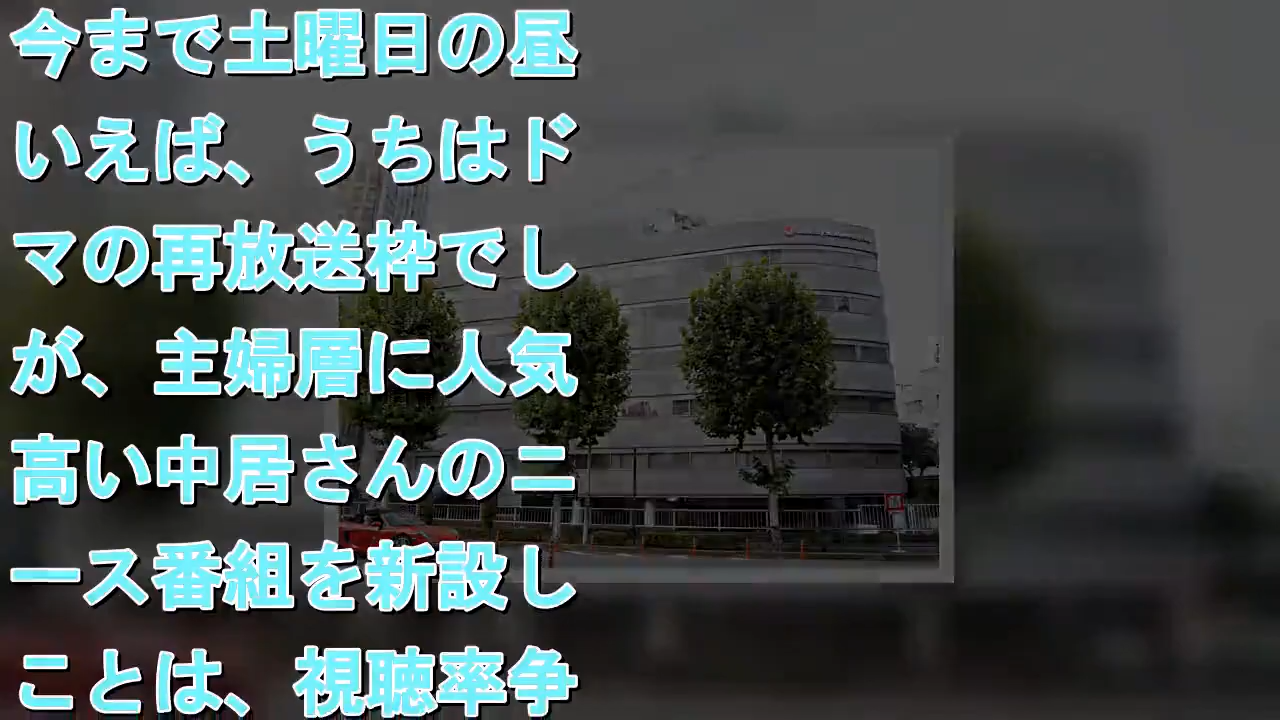 今まで土曜日の昼
いえば、うちはド
マの再放送枠でし
が、主婦層に人気
高い中居さんのニ
ース番組を新設し
ことは、視聴率争